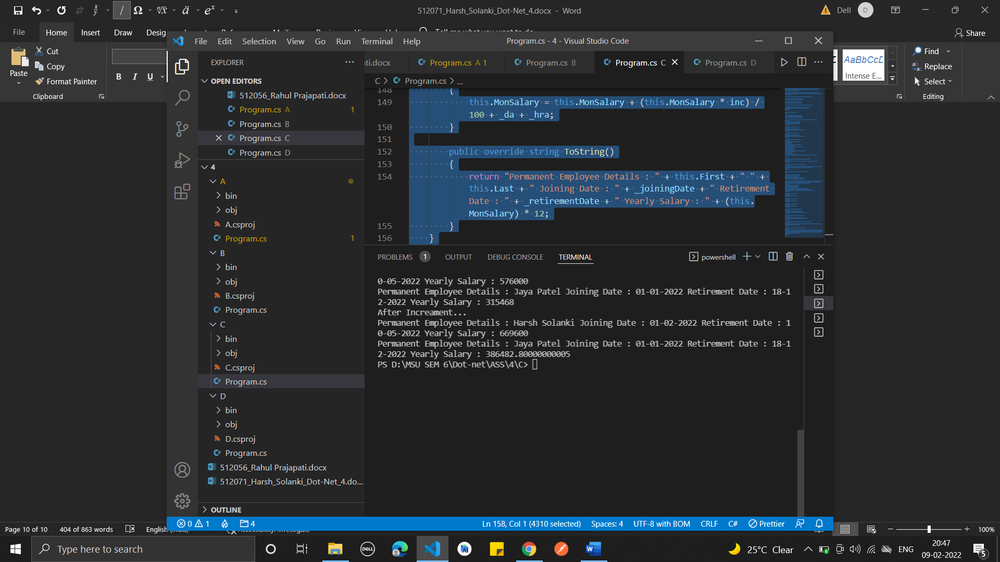 512071_Harsh_Solanki_Dot-Net_4.docx - Word
Dell
D
File Home Insert Draw Desig
Share
Cut
Copy
Format Painter
Paste
Clipboard
B I U
AaBbCcD
Intense E...
Find
Replace
Select
Editing
File Edit Selection View Go Run Terminal Help
Program.cs - 4 - Visual Studio Code
EXPLORER
OPEN EDITORS
512056_Rahul Prajapati.docx
Program.cs A 1
Program.cs B
Program.cs C
Program.cs D
4
A
bin
obj
A.csproj
Program.cs 1
B
bin
obj
B.csproj
Program.cs
C
bin
obj
C.csproj
Program.cs
D
bin
obj
D.csproj
Program.cs
512056_Rahul Prajapati.docx
512071_Harsh_Solanki_Dot-Net_4.do...
OUTLINE
ati.docx Program.cs A 1 Program.cs B Program.cs C Program.cs D
C > Program.cs > ...
148 {
149 this.MonSalary = this.MonSalary + (this.MonSalary * inc) /
100 + _da + _hra;
150 }
151
152 public override string ToString()
153 {
154 return "Permanent Employee Details : " + this.First + " " +
this.Last + " Joining Date : " + _joiningDate + " Retirement
Date : " + _retirementDate + " Yearly Salary : " + (this.
MonSalary) * 12;
155 }
156 }
PROBLEMS 1 OUTPUT DEBUG CONSOLE TERMINAL
powershell
0-05-2022 Yearly Salary : 576000
Permanent Employee Details : Jaya Patel Joining Date : 01-01-2022 Retirement Date : 18-1
2-2022 Yearly Salary : 315468
After Increament...
Permanent Employee Details : Harsh Solanki Joining Date : 01-02-2022 Retirement Date : 1
0-05-2022 Yearly Salary : 669600
Permanent Employee Details : Jaya Patel Joining Date : 01-01-2022 Retirement Date : 18-1
2-2022 Yearly Salary : 386482.80000000005
PS D:\MSU SEM 6\Dot-net\ASS\4\C>
0 1 4
Ln 158, Col 1 (4310 selected) Spaces: 4 UTF-8 with BOM CRLF C# Prettier
Page 10 of 10 404 of 863 words
100%
Type here to search
25°C Clear
ENG
20:47
09-02-2022
5